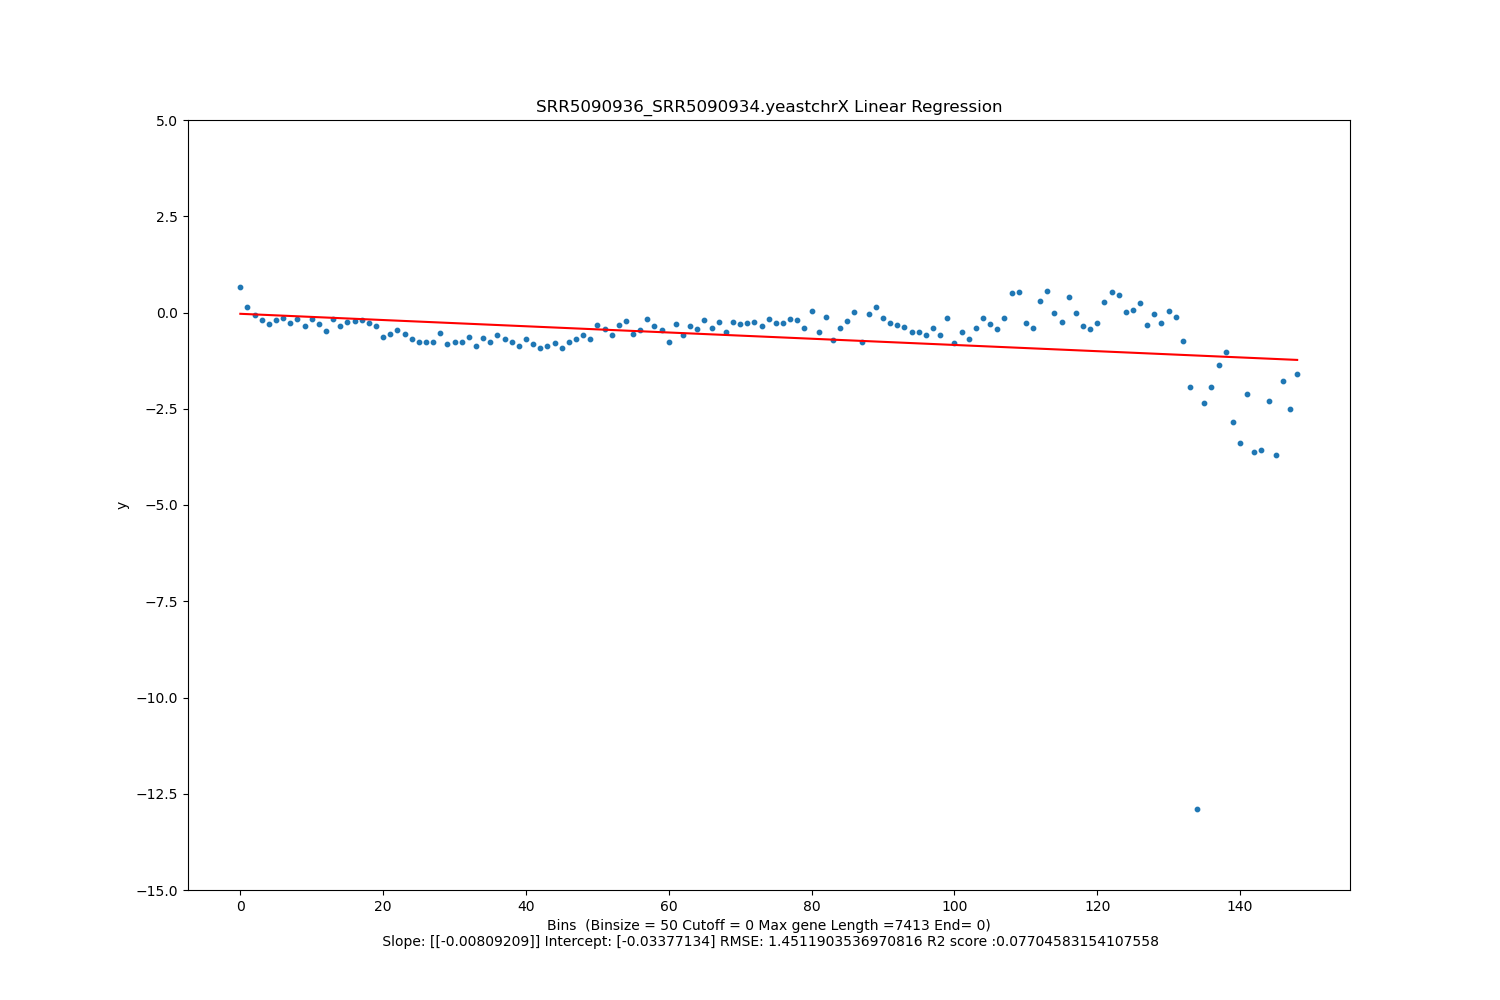 SRR5090936_SRR5090934.yeastchrX Linear Regression
5.0
2.5
0.0
−2.5
−5.0
−7.5
−10.0
−12.5
−15.0
y
0 20 40 60 80 100 120 140
Bins  (Binsize = 50 Cutoff = 0 Max gene Length =7413 End= 0)
Slope: [[-0.00809209]] Intercept: [-0.03377134] RMSE: 1.4511903536970816 R2 score :0.07704583154107558